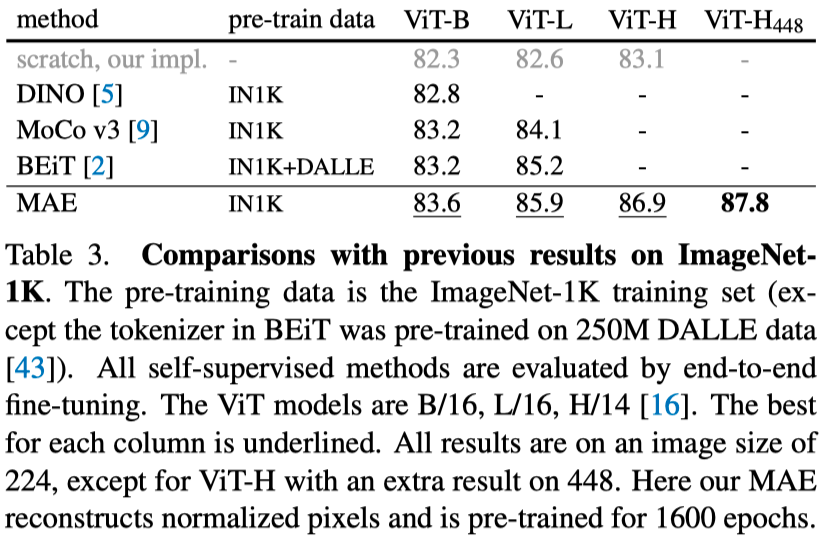 method pre-train data ViT-B ViT-L ViT-H ViT-H448
scratch, our impl. - 82.3 82.6 83.1 -
DINO [5] IN1K 82.8 - - -
MoCo v3 [9] IN1K 83.2 84.1 - -
BEiT [2] IN1K+DALLE 83.2 85.2 - -
MAE IN1K 83.6 85.9 86.9 87.8
Table 3. Comparisons with previous results on ImageNet-
1K. The pre-training data is the ImageNet-1K training set (ex-
cept the tokenizer in BEiT was pre-trained on 250M DALLE data
[43]). All self-supervised methods are evaluated by end-to-end
fine-tuning. The ViT models are B/16, L/16, H/14 [16]. The best
for each column is underlined. All results are on an image size of
224, except for ViT-H with an extra result on 448. Here our MAE
reconstructs normalized pixels and is pre-trained for 1600 epochs.